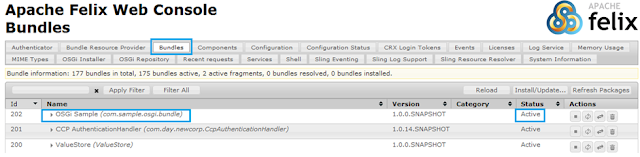 Apache Felix Web Console
Bundles
APACHE
felix
Authenticator Bundle Resource Provider Bundles Components Configuration Configuration Status CRX Login Tokens Events Licenses Log Service Memory Usage
MIME Types OSGi Installer OSGi Repository Recent requests Services Shell Sling Eventing Sling Log Support Sling Resource Resolver System Information
Bundle information: 177 bundles in total, 175 bundles active, 2 active fragments, 0 bundles resolved, 0 bundles installed.
Apply Filter Filter All Reload Install/Update... Refresh Packages
Id Name Version Category Status Actions
202 OSGi Sample (com.sample.osgi.bundle) 1.0.0.SNAPSHOT Active
201 CCP AuthenticationHandler (com.day.newcorp.CcpAuthenticationHandler) 1.0.14.SNAPSHOT Active
200 ValueStore (ValueStore) 1.0.0.SNAPSHOT Active